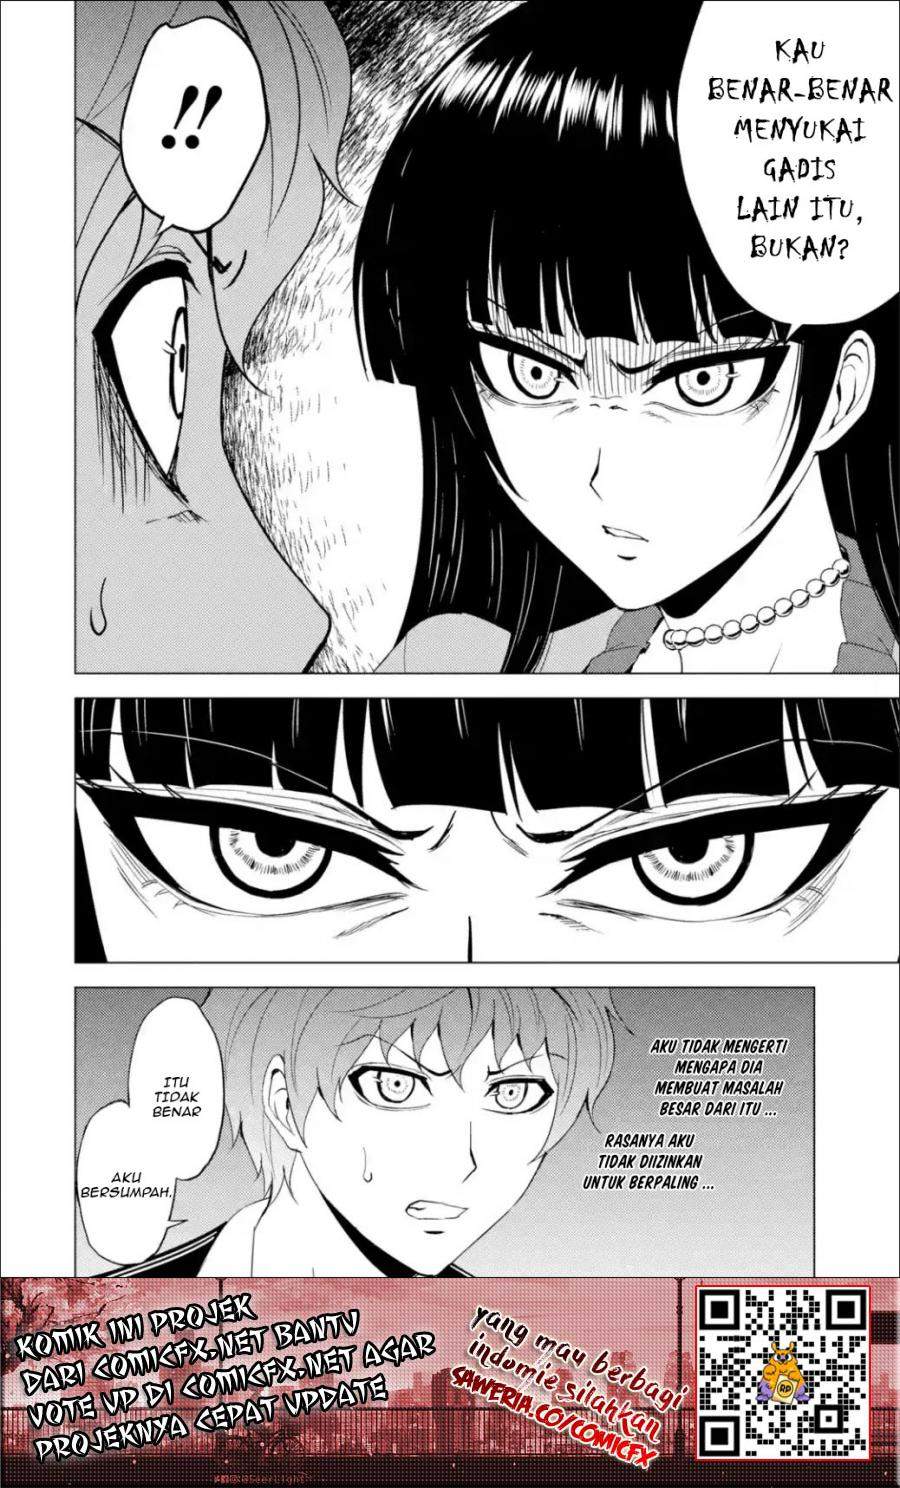 KAU
BENAR-BENAR
MENYUKAI
GADIS
LAIN ITU,
BUKAN?
!!
ITU
TIDAK
BENAR
AKU
BERSUMPAH.
AKU TIDAK MENGERTI
MENGAPA DIA
MEMBUAT MASALAH
BESAR DARI ITU ...
RASANYA AKU
TIDAK DIIZINKAN
UNTUK BERPALING ...
KOMIK INI PROJEK
DARI COMICFX.NET BANTU
VOTE UP DI COMICFX.NET AGAR
PROJEKNYA CEPAT UPDATE
yang mau berbagi
indomie silahkan
SAWERIA.CO/COMICFX
RP